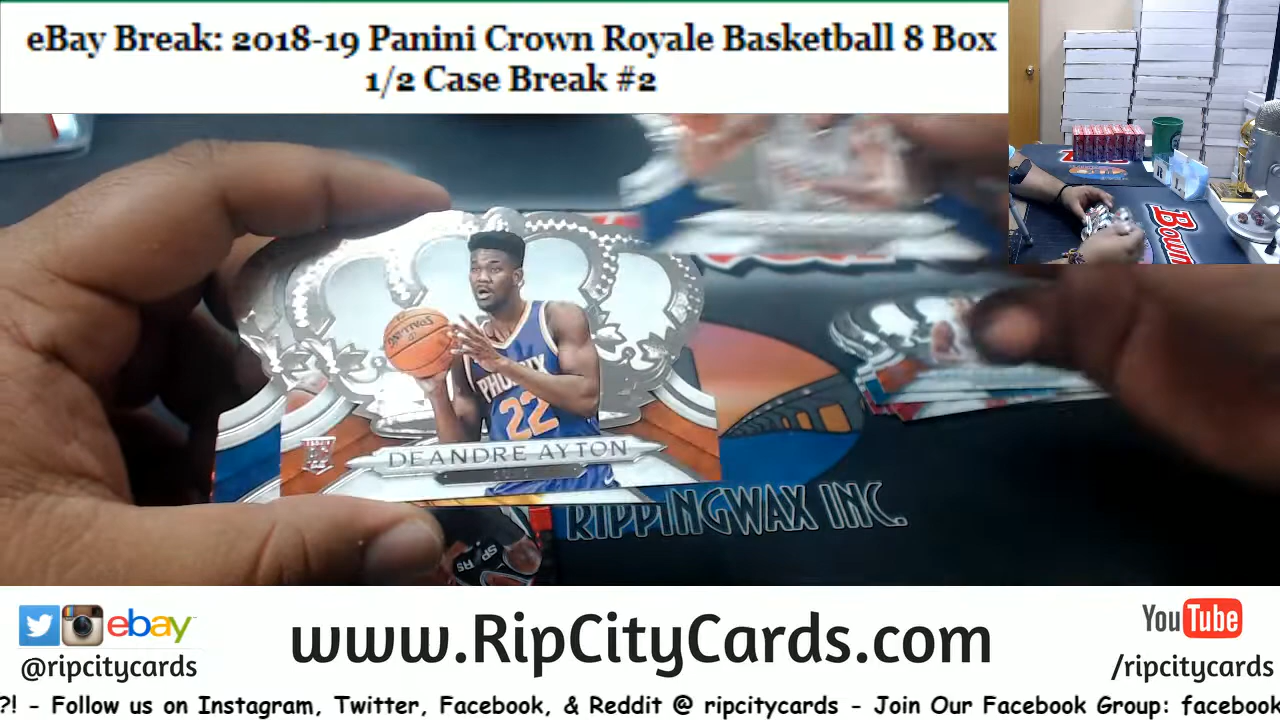 eBay Break: 2018-19 Panini Crown Royale Basketball 8 Box
1/2 Case Break #2
SPALDING
PHOENIX
22
DEANDRE AYTON
RIPPINGWAX INC.
ebay
@ripcitycards
www.RipCityCards.com
YouTube
/ripcitycards
?! - Follow us on Instagram, Twitter, Facebook, & Reddit @ ripcitycards - Join Our Facebook Group: facebook